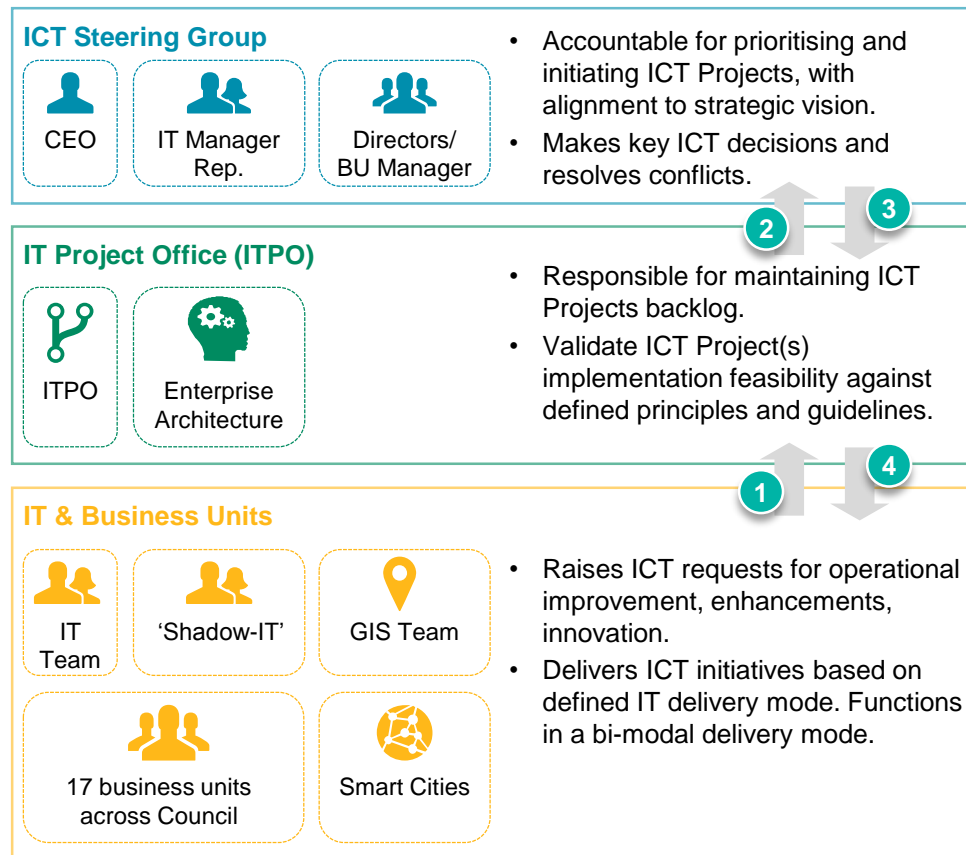 ICT Steering Group
CEO
IT Manager
Rep.
Directors/
BU Manager
• Accountable for prioritising and
initiating ICT Projects, with
alignment to strategic vision.
• Makes key ICT decisions and
resolves conflicts.
2
3
IT Project Office (ITPO)
ITPO
Enterprise
Architecture
• Responsible for maintaining ICT
Projects backlog.
• Validate ICT Project(s)
implementation feasibility against
defined principles and guidelines.
1
4
IT & Business Units
IT
Team
‘Shadow-IT’
GIS Team
17 business units
across Council
Smart Cities
• Raises ICT requests for operational
improvement, enhancements,
innovation.
• Delivers ICT initiatives based on
defined IT delivery mode. Functions
in a bi-modal delivery mode.